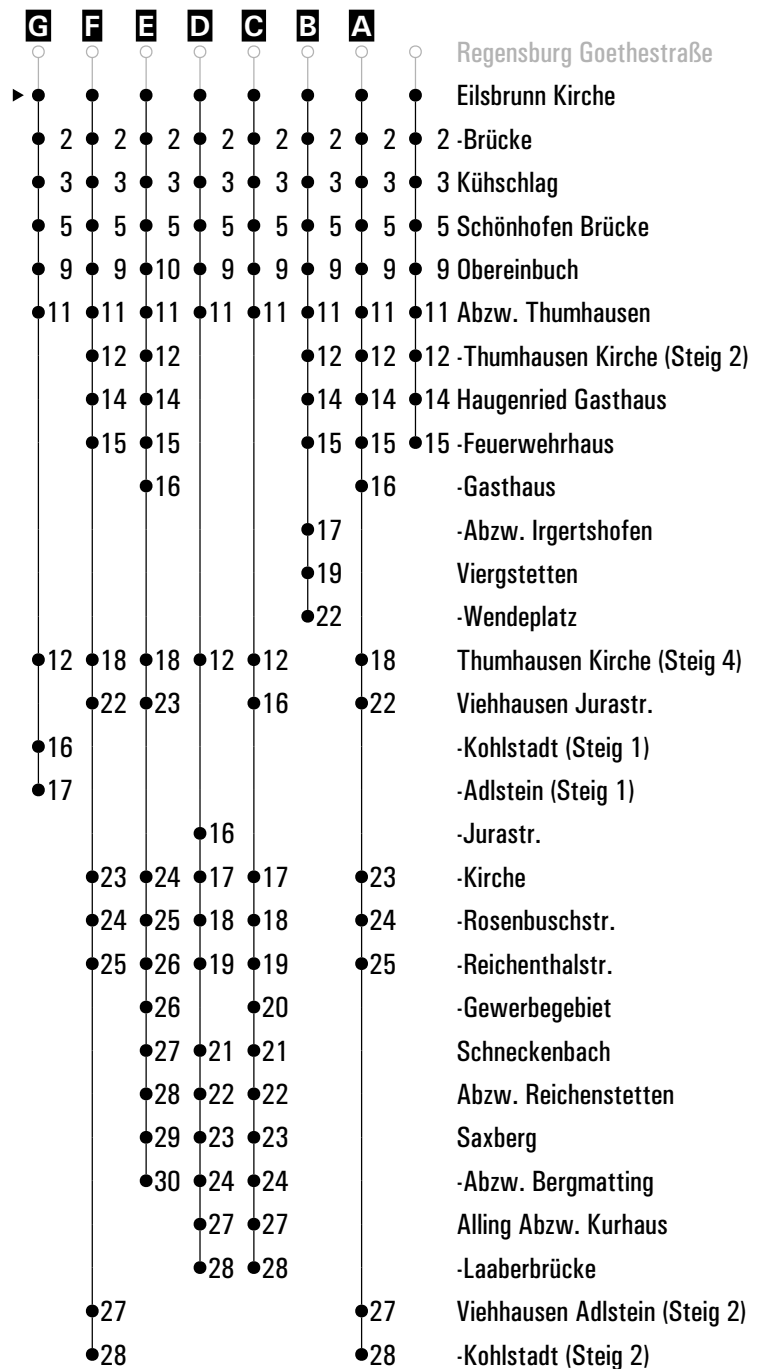 G F E D C B A
Regensburg Goethestraße
Eilsbrunn Kirche
2 2 2 2 2 2 2 2 -Brücke
3 3 3 3 3 3 3 3 Kühschlag
5 5 5 5 5 5 5 5 Schönhofen Brücke
9 9 10 9 9 9 9 9 Obereinbuch
11 11 11 11 11 11 11 11 Abzw. Thumhausen
12 12 12 12 12 -Thumhausen Kirche (Steig 2)
14 14 14 14 14 Haugenried Gasthaus
15 15 15 15 15 -Feuerwehrhaus
16 16 -Gasthaus
17 -Abzw. Irgertshofen
19 Viergstetten
22 -Wendeplatz
12 18 18 12 12 18 Thumhausen Kirche (Steig 4)
22 23 16 22 Viehhausen Jurastr.
16 -Kohlstadt (Steig 1)
17 -Adlstein (Steig 1)
16 -Jurastr.
23 24 17 17 23 -Kirche
24 25 18 18 24 -Rosenbuschstr.
25 26 19 19 25 -Reichenthalstr.
26 20 -Gewerbegebiet
27 21 21 Schneckenbach
28 22 22 Abzw. Reichenstetten
29 23 23 Saxberg
30 24 24 -Abzw. Bergmatting
27 27 Alling Abzw. Kurhaus
28 28 -Laaberbrücke
27 27 Viehhausen Adlstein (Steig 2)
28 28 -Kohlstadt (Steig 2)